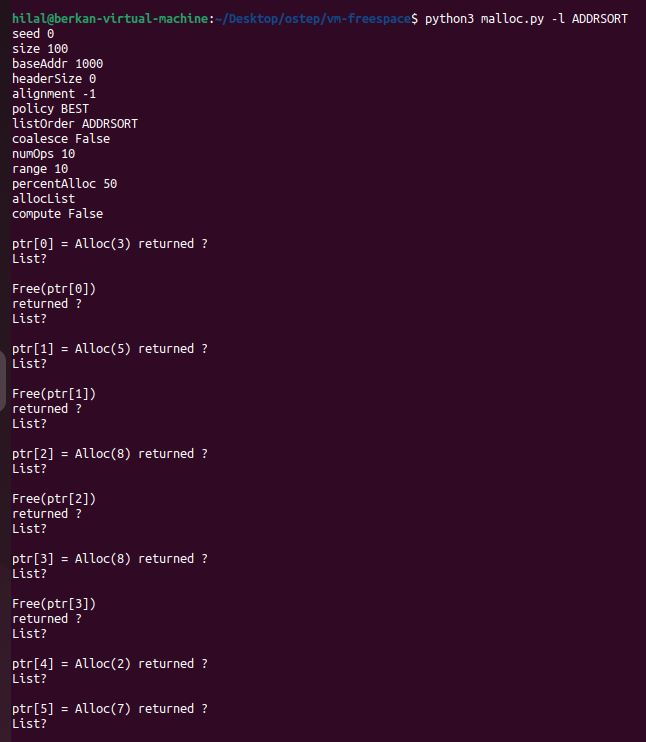 hilal@berkan-virtual-machine:~/Desktop/ostep/vm-freespace$ python3 malloc.py -l ADDRSORT
seed 0
size 100
baseAddr 1000
headerSize 0
alignment -1
policy BEST
listOrder ADDRSORT
coalesce False
numOps 10
range 10
percentAlloc 50
allocList
compute False
ptr[0] = Alloc(3) returned ?
List?
Free(ptr[0])
returned ?
List?
ptr[1] = Alloc(5) returned ?
List?
Free(ptr[1])
returned ?
List?
ptr[2] = Alloc(8) returned ?
List?
Free(ptr[2])
returned ?
List?
ptr[3] = Alloc(8) returned ?
List?
Free(ptr[3])
returned ?
List?
ptr[4] = Alloc(2) returned ?
List?
ptr[5] = Alloc(7) returned ?
List?